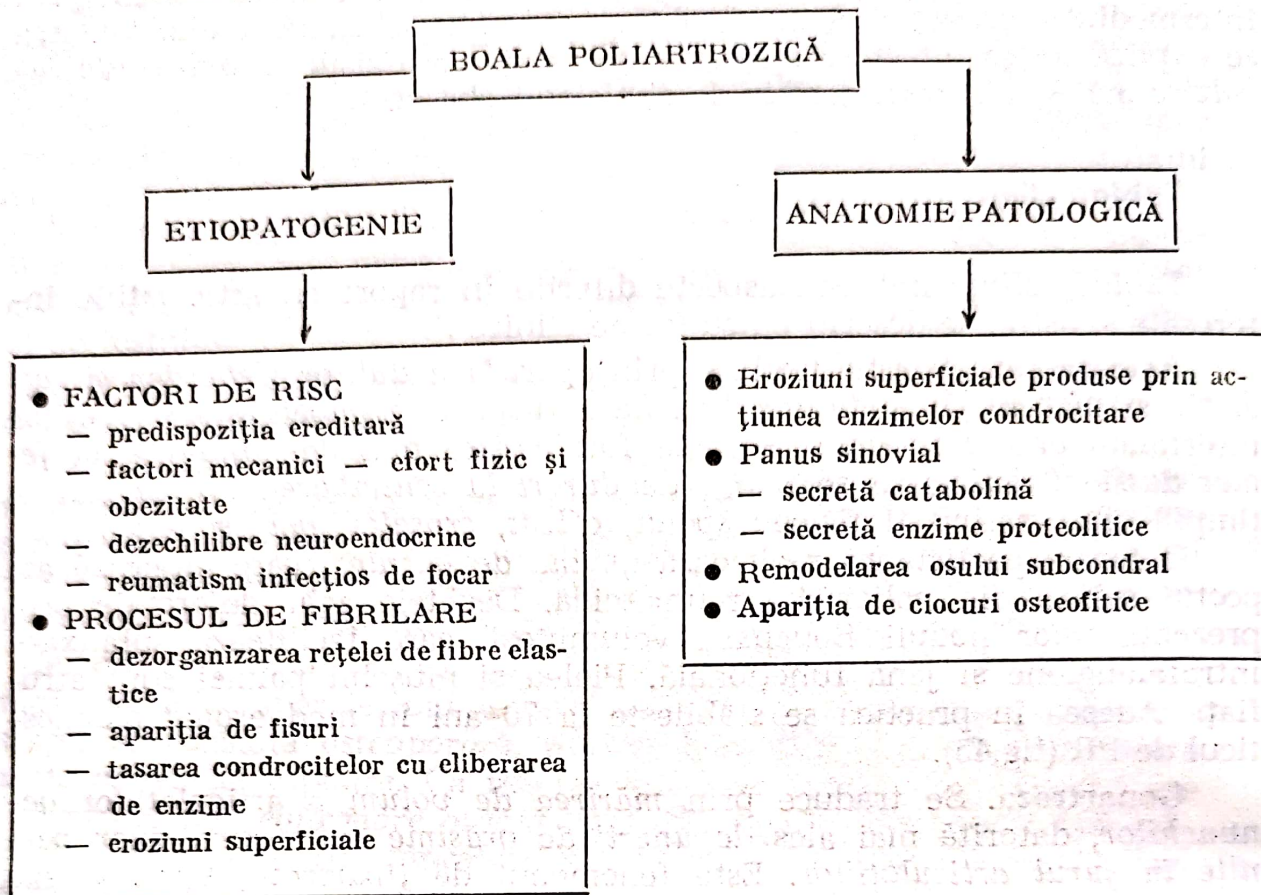 BOALA POLIARTROZICĂ
ETIOPATOGENIE
ANATOMIE PATOLOGICĂ
● FACTORI DE RISC
— predispoziția ereditară
— factori mecanici — efort fizic și
obezitate
— dezechilibre neuroendocrine
— reumatism infecțios de focar
● PROCESUL DE FIBRILARE
— dezorganizarea rețelei de fibre elas-
tice
— apariția de fisuri
— tasarea condrocitelor cu eliberarea
de enzime
— eroziuni superficiale
● Eroziuni superficiale produse prin ac-
țiunea enzimelor condrocitare
● Panus sinovial
— secretă catabolină
— secretă enzime proteolitice
● Remodelarea osului subcondral
● Apariția de ciocuri osteofitice